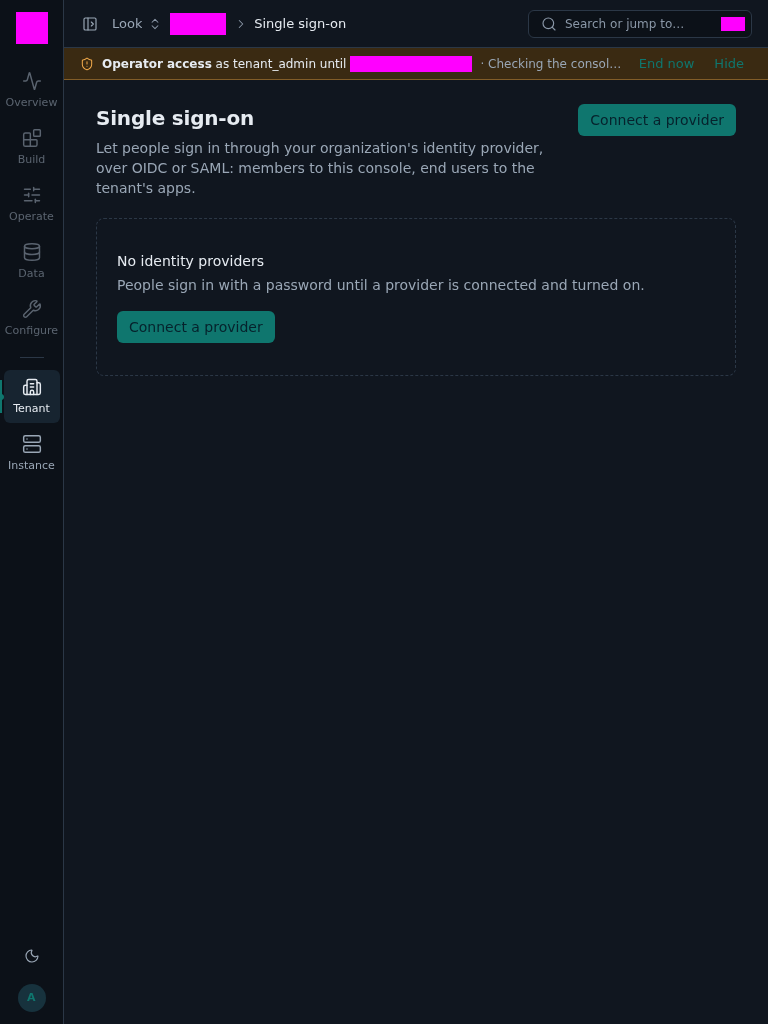 Look
Single sign-on
Search or jump to…
Operator access as tenant_admin until
· Checking the consol…
End now
Hide
Overview
Build
Operate
Data
Configure
Tenant
Instance
A
Single sign-on
Connect a provider
Let people sign in through your organization's identity provider,
over OIDC or SAML: members to this console, end users to the
tenant's apps.
No identity providers
People sign in with a password until a provider is connected and turned on.
Connect a provider